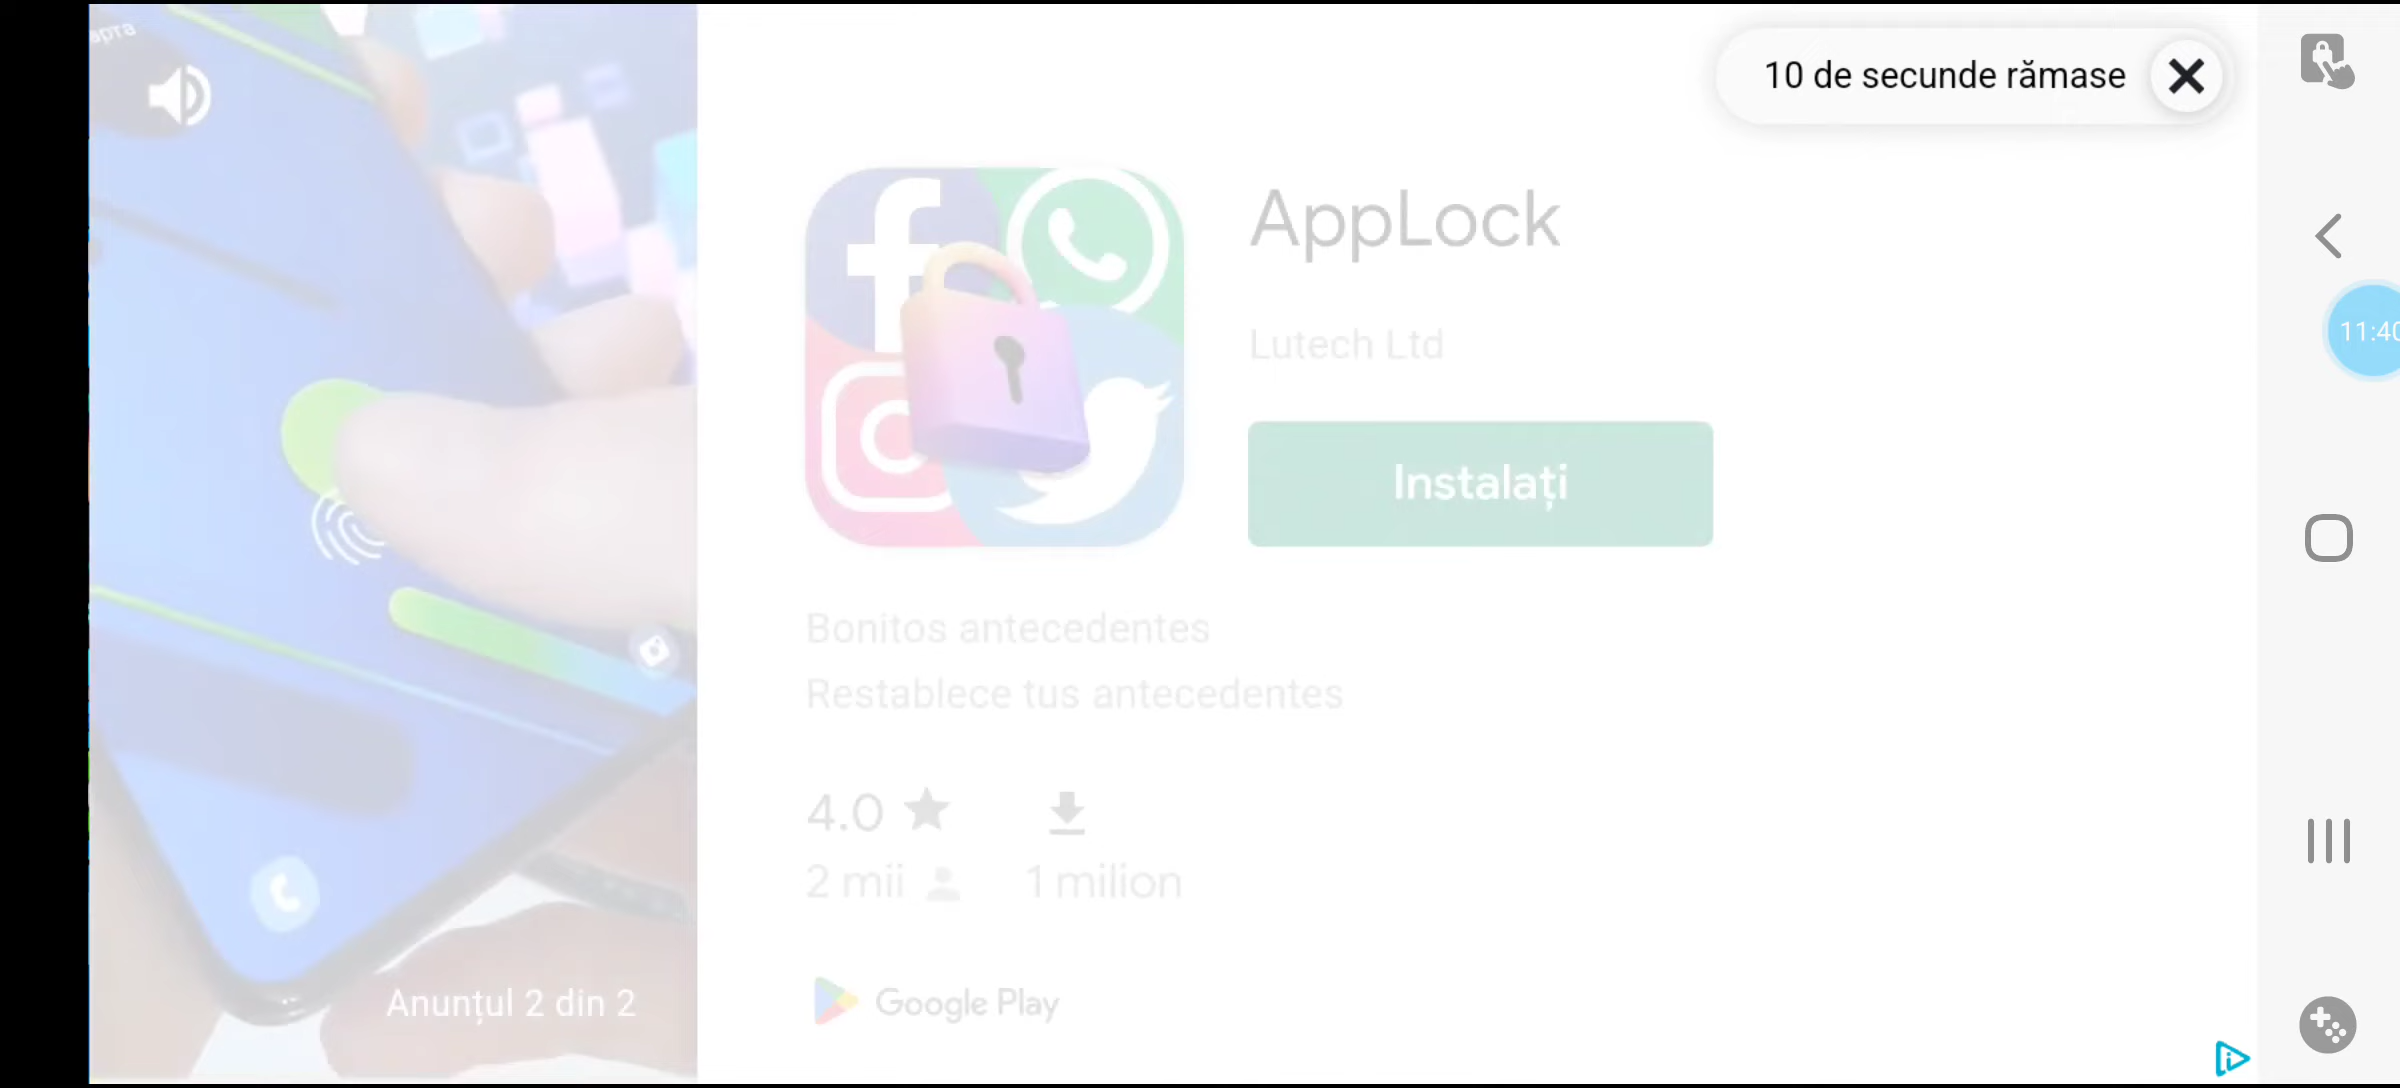 10 de secunde rămase
AppLock
Lutech Ltd
11:40
Instalați
Bonitos antecedentes
Restablece tus antecedentes
4.0
2 mii
1 milion
Anunțul 2 din 2
Google Play